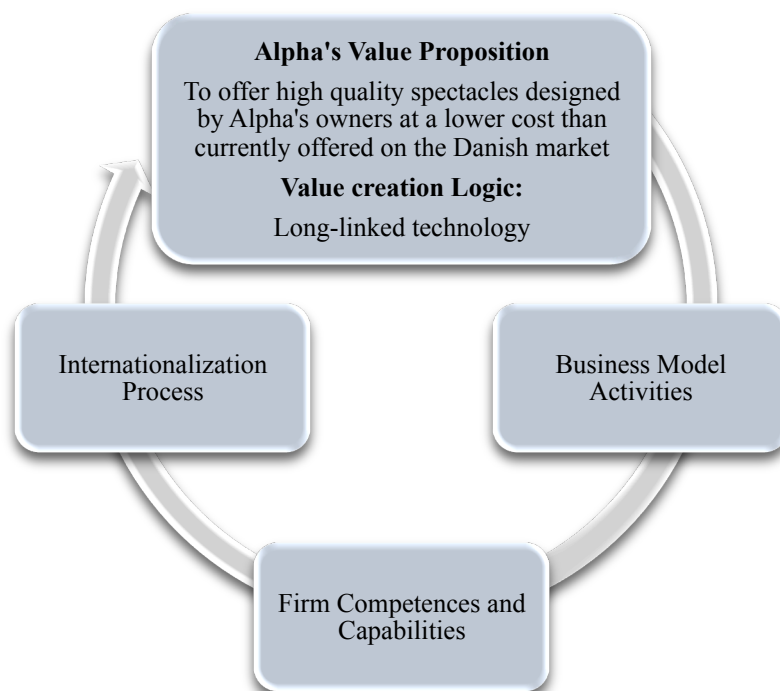 Alpha's Value Proposition
To offer high quality spectacles designed
by Alpha's owners at a lower cost than
currently offered on the Danish market
Value creation Logic:
Long-linked technology
Internationalization
Process
Business Model
Activities
Firm Competences and
Capabilities